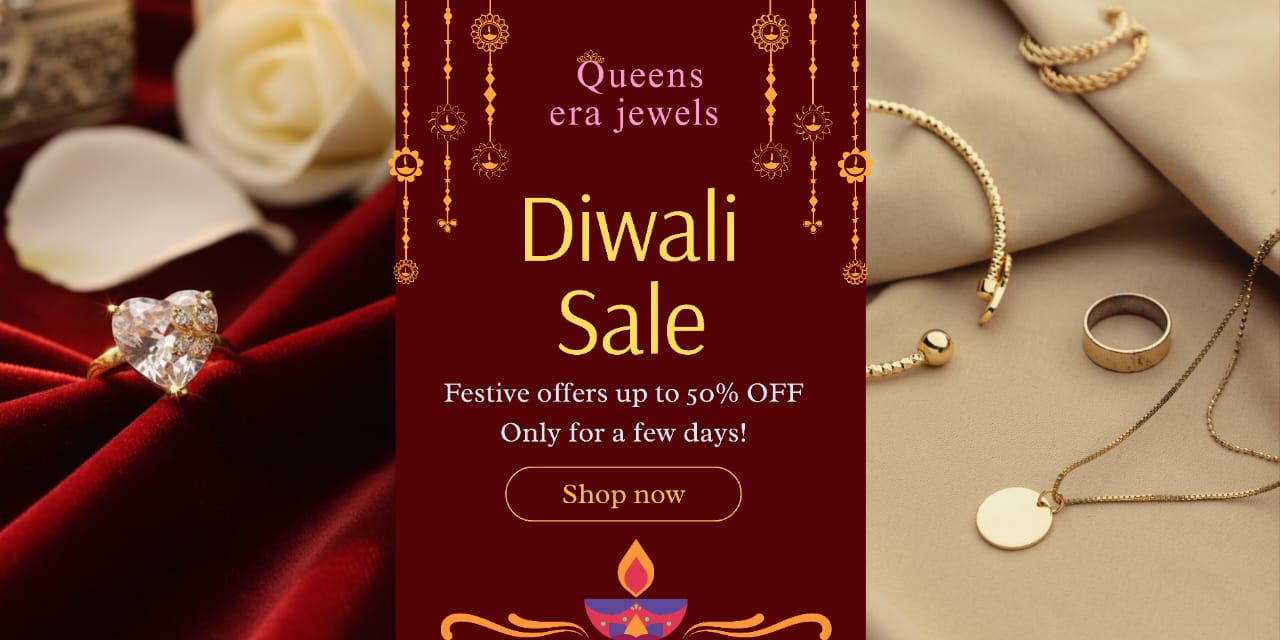 Queens
era jewels
Diwali
Sale
Festive offers up to 50% OFF
Only for a few days!
Shop now